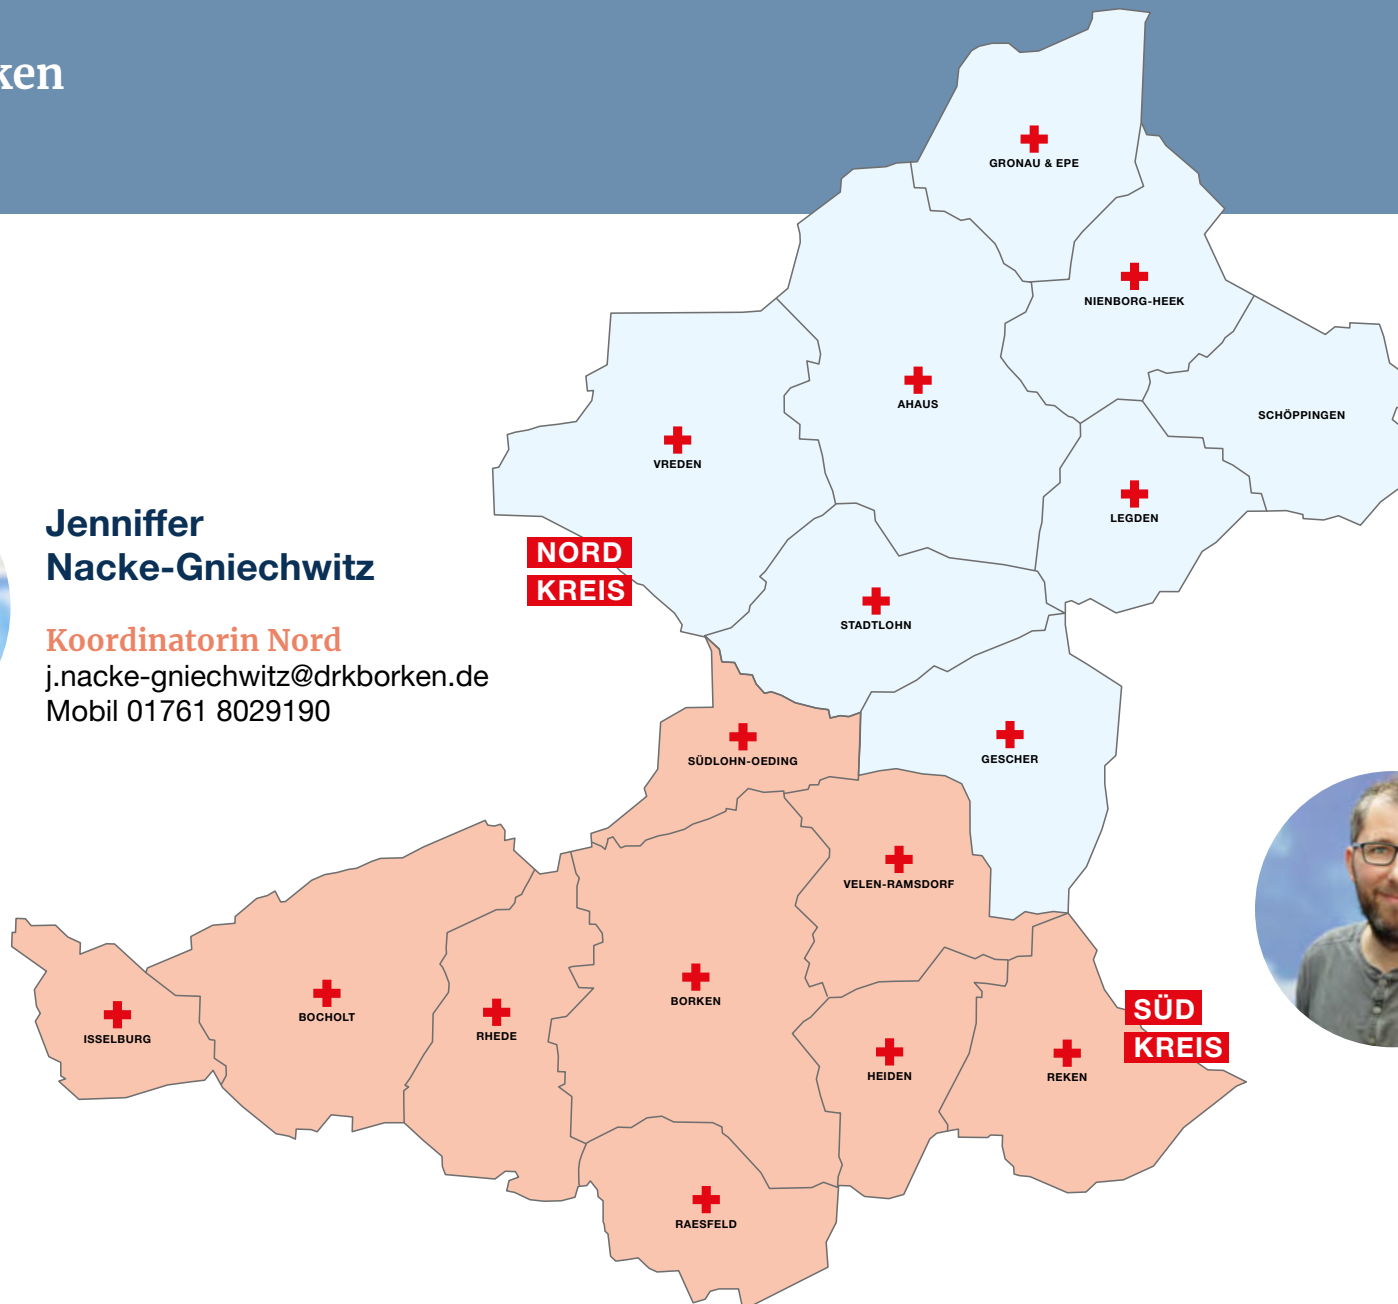 ken
GRONAU & EPE
NIENBORG-HEEK
AHAUS
SCHÖPPINGEN
VREDEN
LEGDEN
NORD
KREIS
STADTLOHN
Jenniffer
Nacke-Gniechwitz
Koordinatorin Nord
j.nacke-gniechwitz@drkborken.de
Mobil 01761 8029190
SÜDLOHN-OEDING
GESCHER
VELEN-RAMSDORF
BORKEN
BOCHOLT
RHEDE
ISSELBURG
SÜD
KREIS
HEIDEN
REKEN
RAESFELD